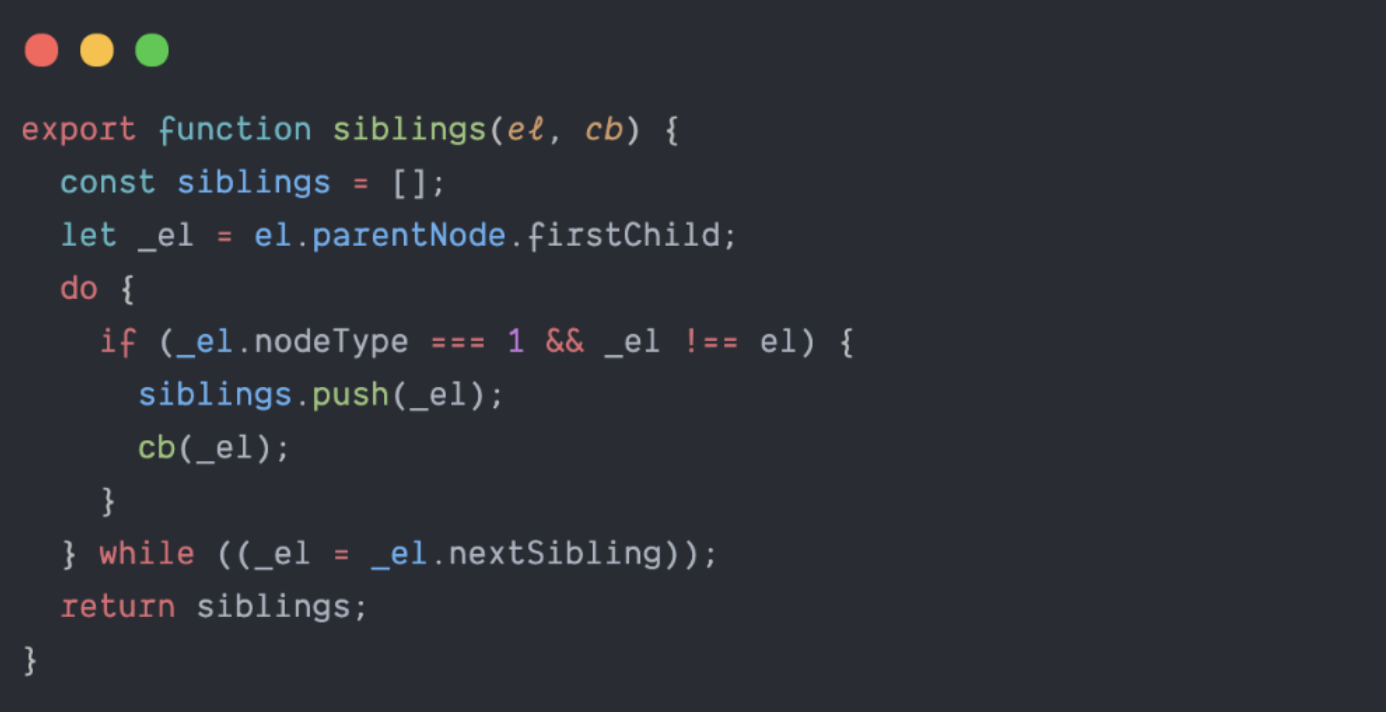 export function siblings(el, cb) {
  const siblings = [];
  let _el = el.parentNode.firstChild;
  do {
    if (_el.nodeType === 1 && _el !== el) {
      siblings.push(_el);
      cb(_el);
    }
  } while ((_el = _el.nextSibling));
  return siblings;
}